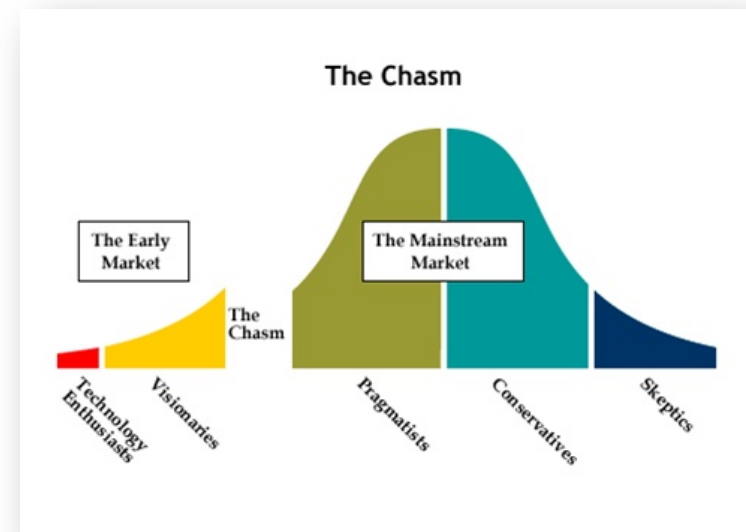 The Chasm
The Early
Market
The Mainstream
Market
The
Chasm
Technology
Enthusiasts
Visionaries
Pragmatists
Conservatives
Skeptics